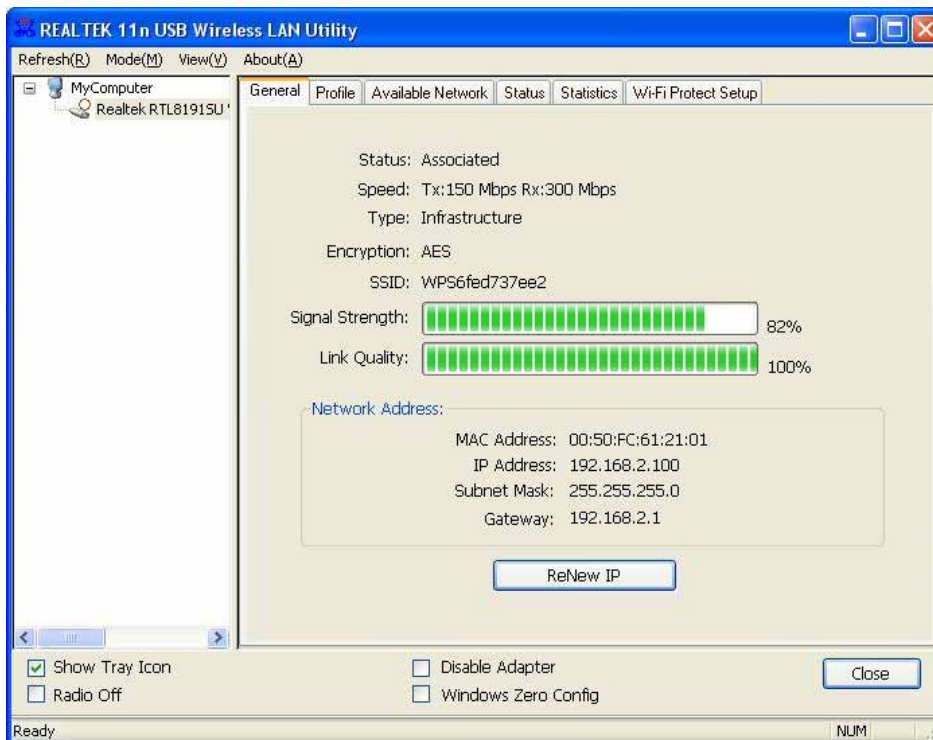 REALTEK 11n USB Wireless LAN Utility
Refresh(R) Mode(M) View(V) About(A)
MyComputer
Realtek RTL8191SU
General Profile Available Network Status Statistics Wi-Fi Protect Setup
Status: Associated
Speed: Tx:150 Mbps Rx:300 Mbps
Type: Infrastructure
Encryption: AES
SSID: WPS6fed737ee2
Signal Strength: 82%
Link Quality: 100%
Network Address:
MAC Address: 00:50:FC:61:21:01
IP Address: 192.168.2.100
Subnet Mask: 255.255.255.0
Gateway: 192.168.2.1
ReNew IP
Show Tray Icon Disable Adapter Close
Radio Off Windows Zero Config
Ready NUM